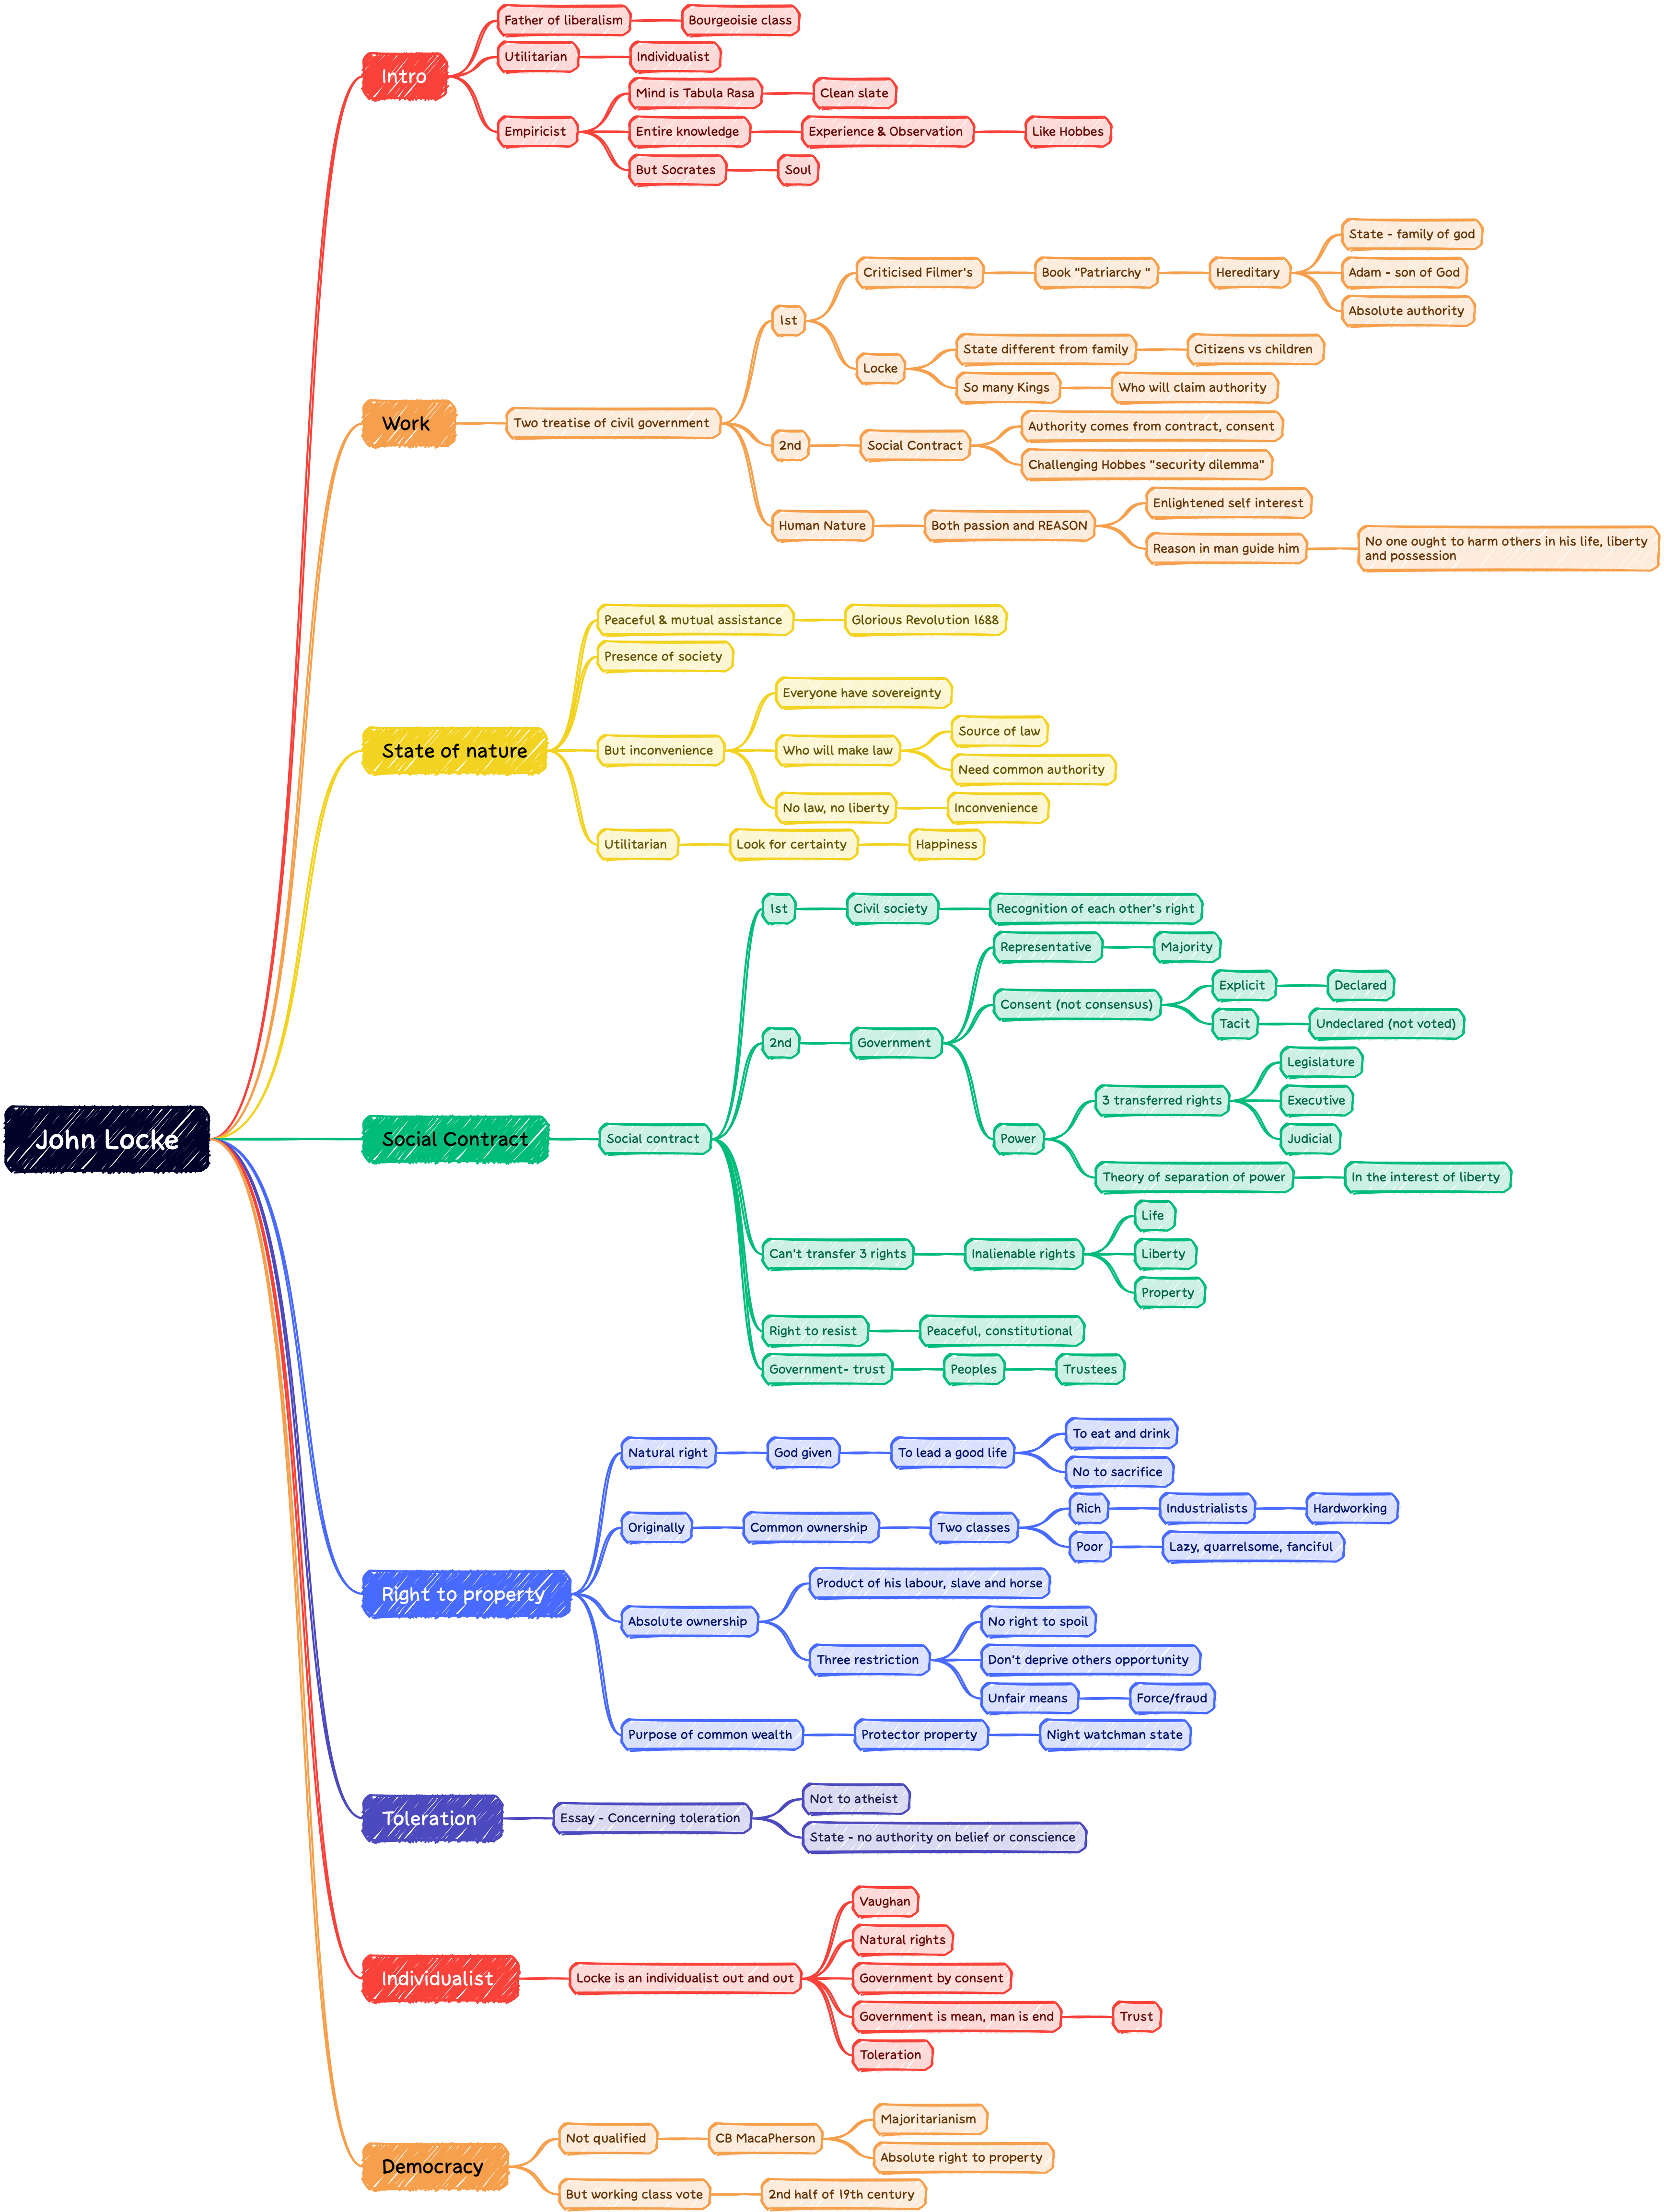 John Locke
Intro
Father of liberalism
Bourgeoisie class
Utilitarian
Individualist
Empiricist
Mind is Tabula Rasa
Clean slate
Entire knowledge
Experience & Observation
Like Hobbes
But Socrates
Soul
Work
Two treatise of civil government
1st
Criticised Filmer's
Book "Patriarchy "
Hereditary
State - family of god
Adam - son of God
Absolute authority
Locke
State different from family
Citizens vs children
So many Kings
Who will claim authority
2nd
Social Contract
Authority comes from contract, consent
Challenging Hobbes "security dilemma"
Human Nature
Both passion and REASON
Enlightened self interest
Reason in man guide him
No one ought to harm others in his life, liberty
and possession
State of nature
Peaceful & mutual assistance
Glorious Revolution 1688
Presence of society
But inconvenience
Everyone have sovereignty
Who will make law
Source of law
Need common authority
No law, no liberty
Inconvenience
Utilitarian
Look for certainty
Happiness
Social Contract
Social contract
1st
Civil society
Recognition of each other's right
2nd
Government
Representative
Majority
Consent (not consensus)
Explicit
Declared
Tacit
Undeclared (not voted)
Power
3 transferred rights
Legislature
Executive
Judicial
Theory of separation of power
In the interest of liberty
Can't transfer 3 rights
Inalienable rights
Life
Liberty
Property
Right to resist
Peaceful, constitutional
Government- trust
Peoples
Trustees
Right to property
Natural right
God given
To lead a good life
To eat and drink
No to sacrifice
Originally
Common ownership
Two classes
Rich
Industrialists
Hardworking
Poor
Lazy, quarrelsome, fanciful
Absolute ownership
Product of his labour, slave and horse
Three restriction
No right to spoil
Don't deprive others opportunity
Unfair means
Force/fraud
Purpose of common wealth
Protector property
Night watchman state
Toleration
Essay - Concerning toleration
Not to atheist
State - no authority on belief or conscience
Individualist
Locke is an individualist out and out
Vaughan
Natural rights
Government by consent
Government is mean, man is end
Trust
Toleration
Democracy
Not qualified
CB MacaPherson
Majoritarianism
Absolute right to property
But working class vote
2nd half of 19th century